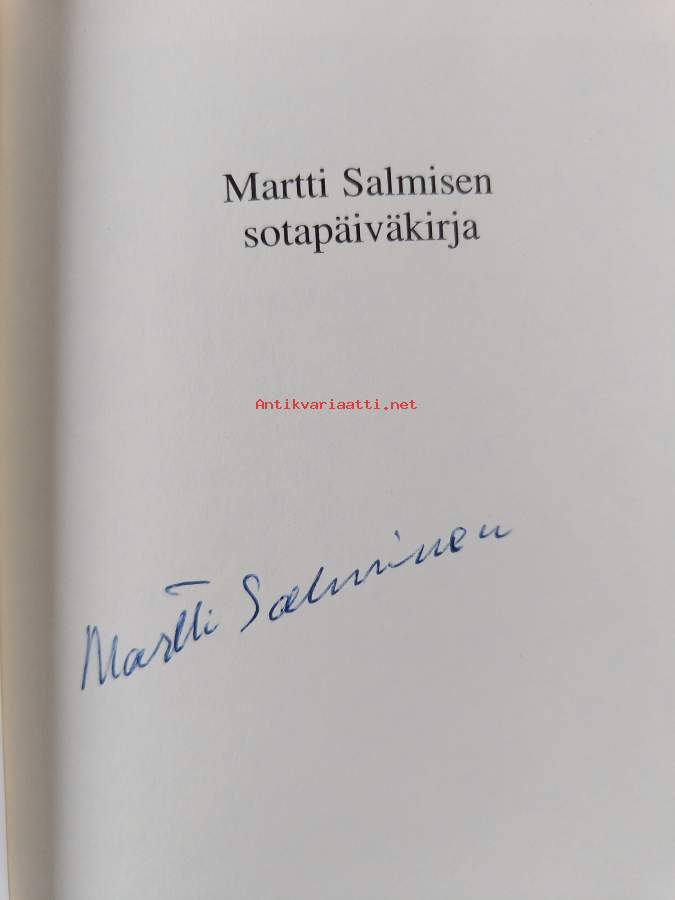 Martti Salmisen
sotapäiväkirja
Antikvariaatti.net
Martti Salminen